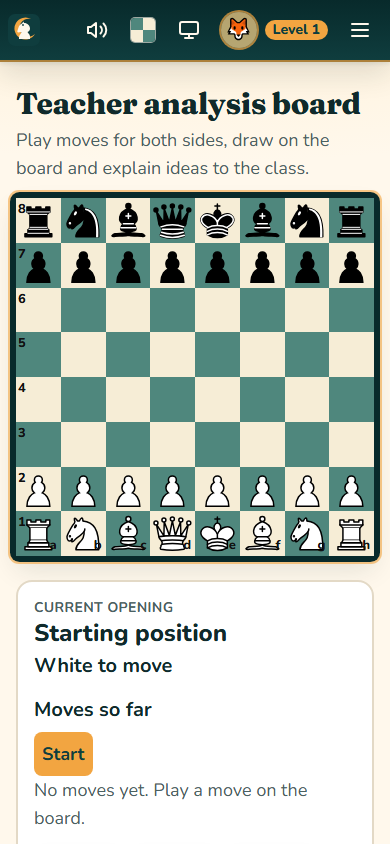 Level 1
Teacher analysis board
Play moves for both sides, draw on the
board and explain ideas to the class.
8
7
6
5
4
3
2
1
a b c d e f g h
CURRENT OPENING
Starting position
White to move
Moves so far
Start
No moves yet. Play a move on the
board.